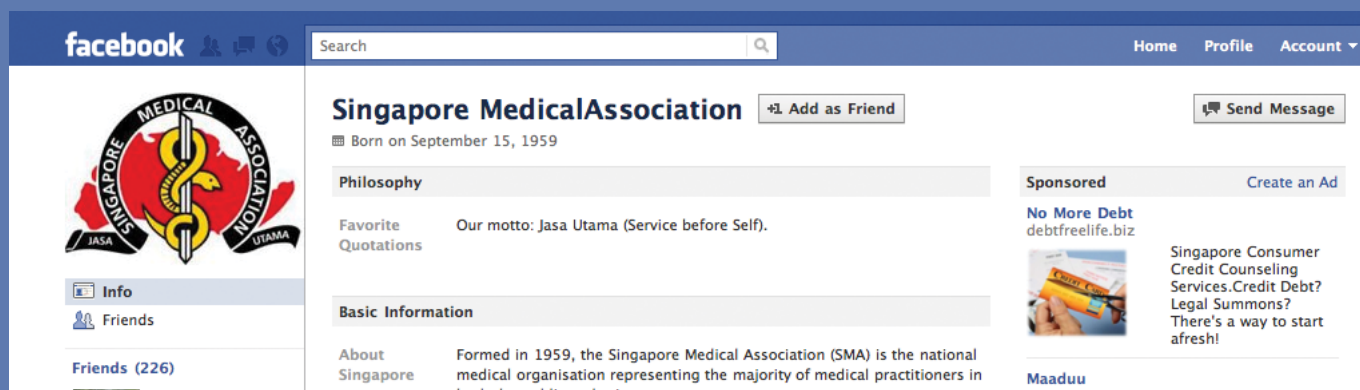 facebook
Search
Home Profile Account
SINGAPORE MEDICAL ASSOCIATION
JASA UTAMA
Singapore MedicalAssociation
+1 Add as Friend
Send Message
Born on September 15, 1959
Philosophy
Favorite Quotations
Our motto: Jasa Utama (Service before Self).
Info
Friends
Friends (226)
Basic Information
About
Singapore
Formed in 1959, the Singapore Medical Association (SMA) is the national
medical organisation representing the majority of medical practitioners in
Sponsored
Create an Ad
No More Debt
debtfreelife.biz
CREDIT CARD
Singapore Consumer
Credit Counseling
Services.Credit Debt?
Legal Summons?
There's a way to start
afresh!
Maaduu